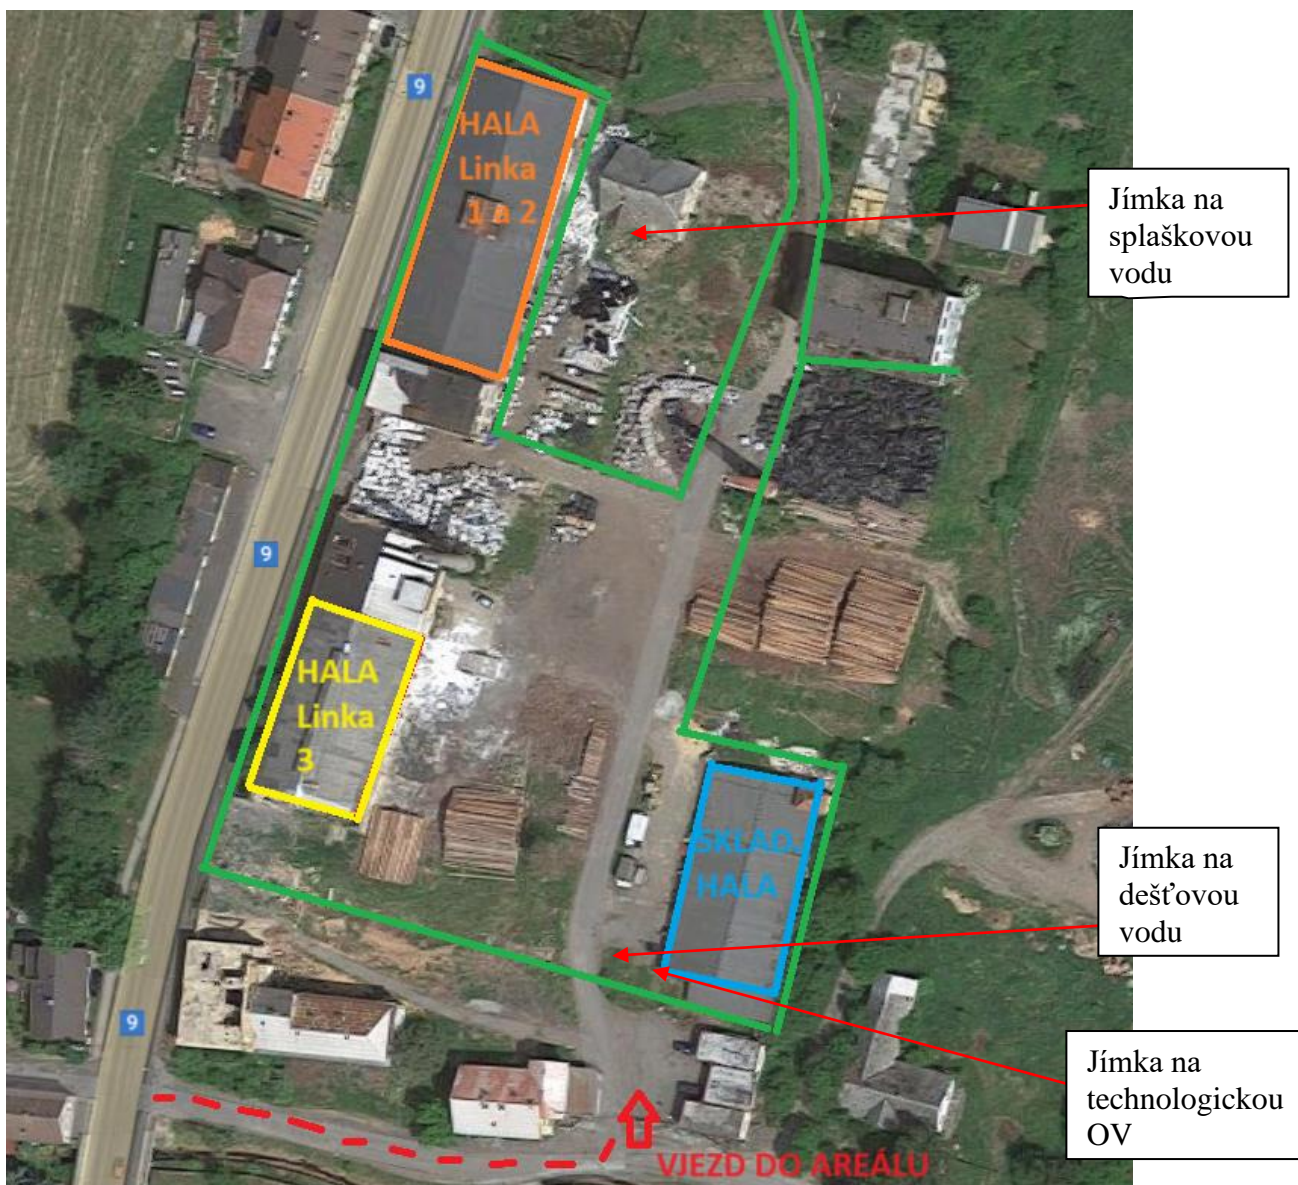 9
HALA
Linka
1 a 2
Jímka na
splaškovou
vodu
9
HALA
Linka
3
SKLAD.
HALA
Jímka na
dešťovou
vodu
9
Jímka na
technologickou
OV
VJEZD DO AREÁLU